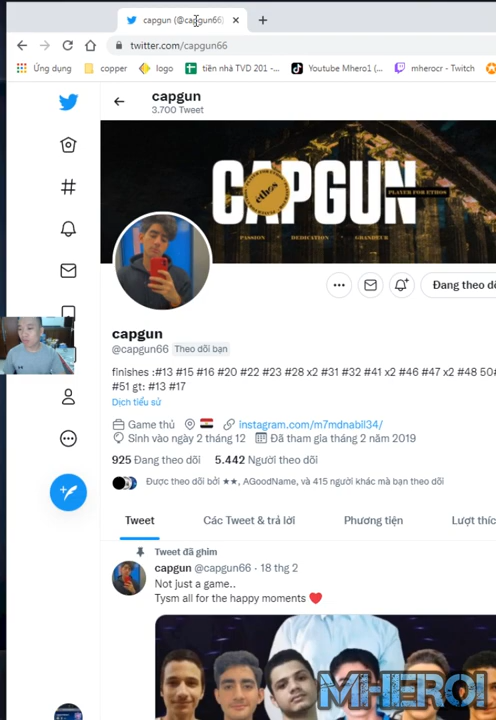 capgun (@capgun66)
twitter.com/capgun66
Ứng dụng copper logo tiền nhà TVD 201 -... Youtube Mhero1 (... mherocr - Twitch
capgun
3.700 Tweet
CAPGUN
ethos
PLAYER FOR ETHOS
PASSION DEDICATION GRANDEUR
Đang theo dõ
capgun
@capgun66 Theo dõi bạn
finishes :#13 #15 #16 #20 #22 #23 #28 x2 #31 #32 #41 x2 #46 #47 x2 #48 50#
#51 gt: #13 #17
Dịch tiểu sử
Game thủ instagram.com/m7mdnabil34/
Sinh vào ngày 2 tháng 12 Đã tham gia tháng 2 năm 2019
925 Đang theo dõi 5.442 Người theo dõi
Được theo dõi bởi ★★, AGoodName, và 415 người khác mà bạn theo dõi
Tweet Các Tweet & trả lời Phương tiện Lượt thíc
Tweet đã ghim
capgun @capgun66 · 18 thg 2
Not just a game..
Tysm all for the happy moments ❤
MHEROI